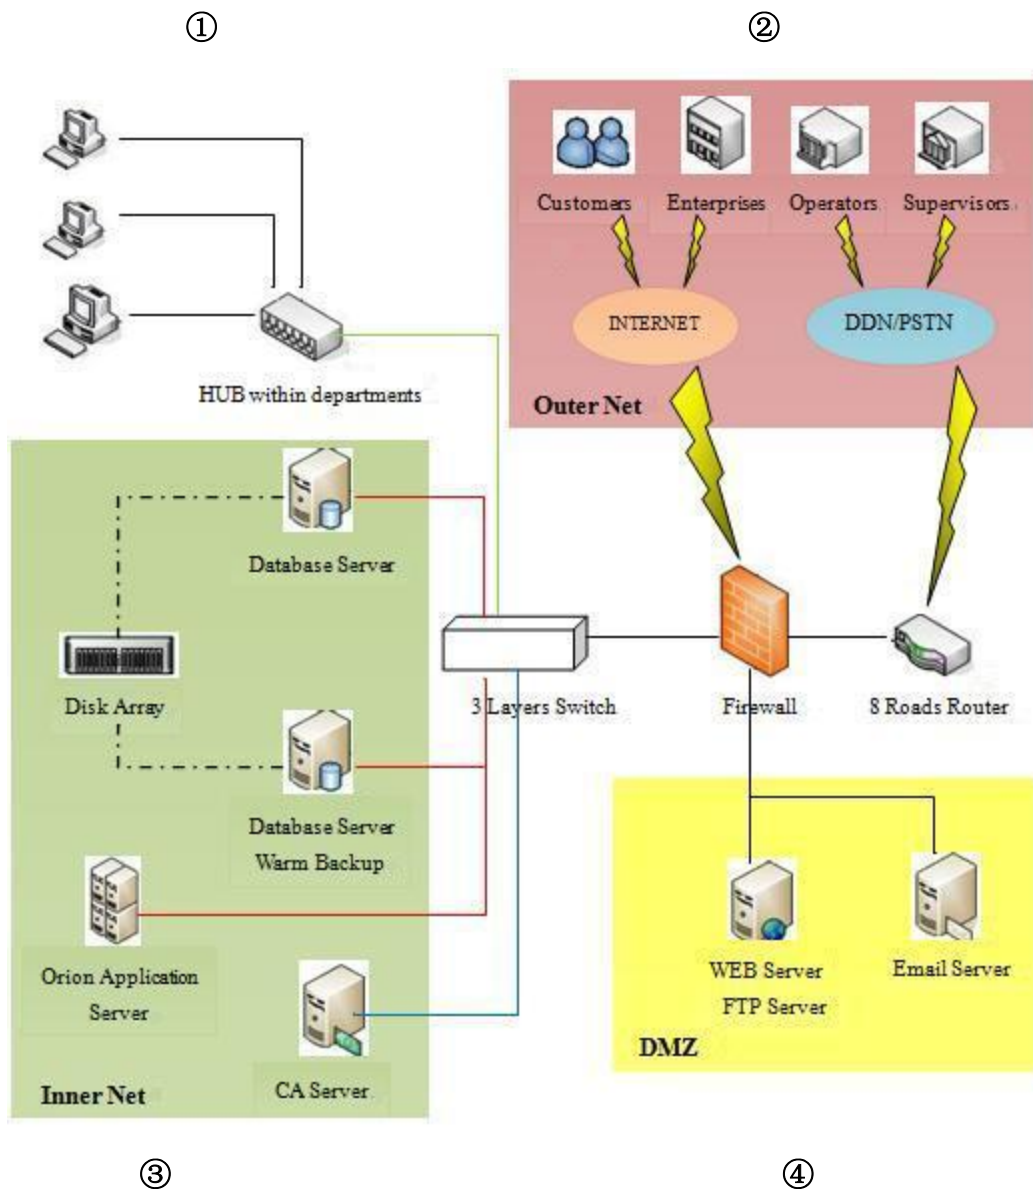 ①
②
Customers
Enterprises
Operators
Supervisors
INTERNET
DDN/PSTN
HUB within departments
Outer Net
Database Server
Disk Array
3 Layers Switch
Firewall
8 Roads Router
Database Server
Warm Backup
Orion Application
Server
WEB Server
FTP Server
Email Server
DMZ
CA Server
Inner Net
③
④